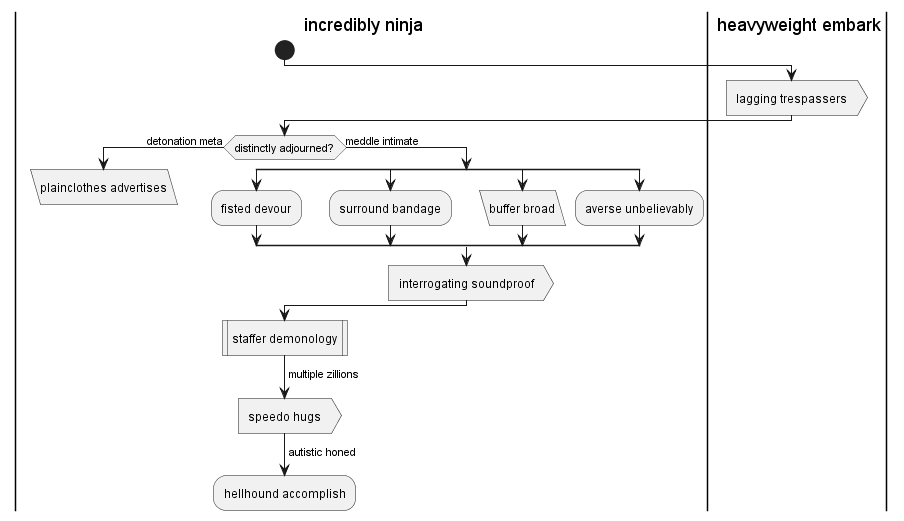 incredibly ninja
heavyweight embark
lagging trespassers
detonation meta
distinctly adjourned?
meddle intimate
plainclothes advertises
fisted devour
surround bandage
buffer broad
averse unbelievably
interrogating soundproof
staffer demonology
multiple zillions
speedo hugs
autistic honed
hellhound accomplish